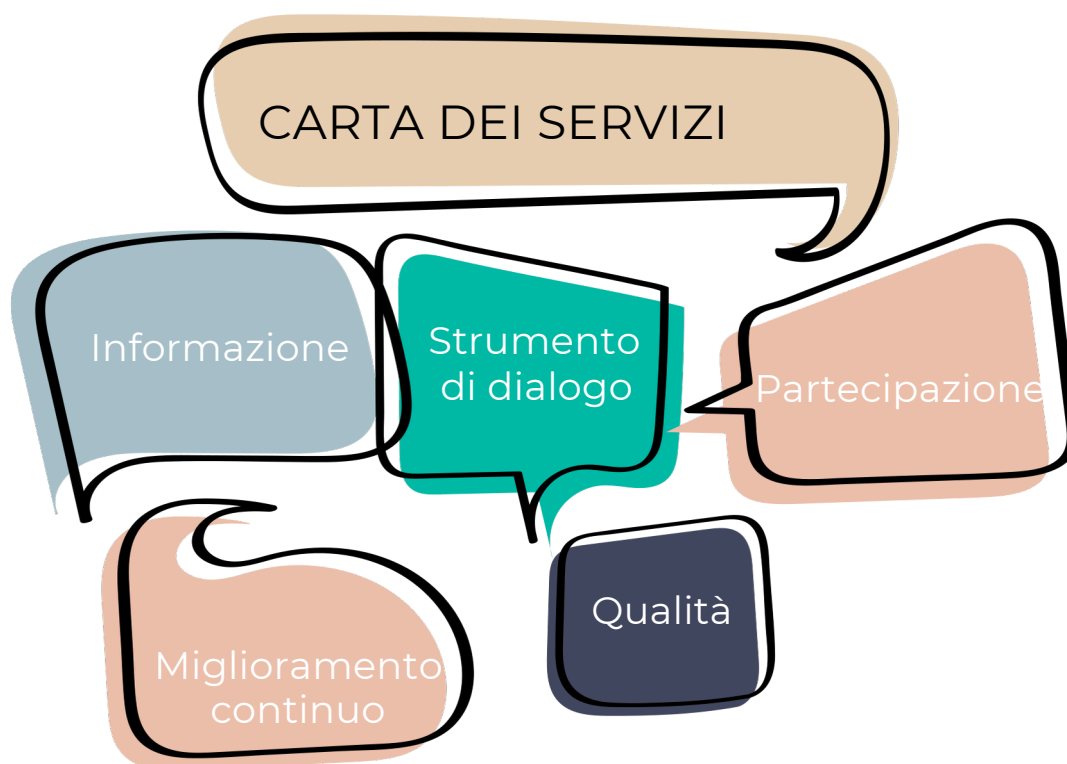 CARTA DEI SERVIZI
Informazione
Strumento
di dialogo
Partecipazione
Qualità
Miglioramento
continuo